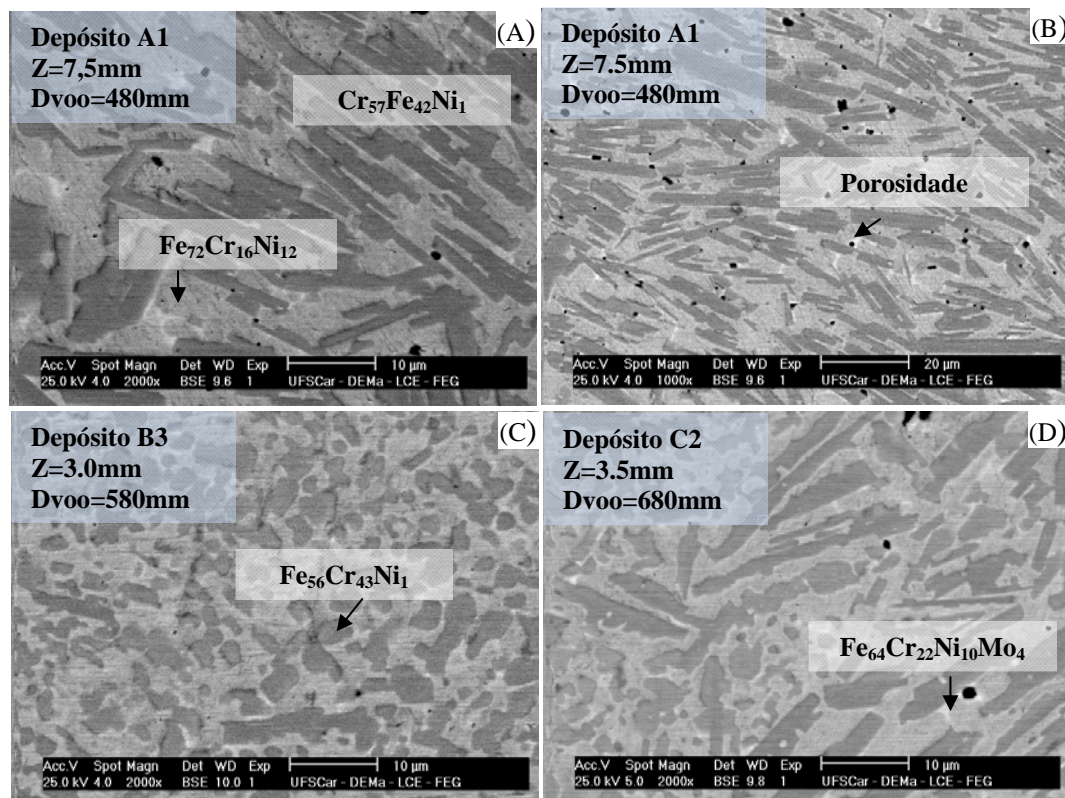 Depósito A1
Z=7,5mm
Dvoo=480mm
(A)
Cr₅₇Fe₄₂Ni₁
Fe₇₂Cr₁₆Ni₁₂
Acc.V Spot Magn Det WD Exp 10 µm
25.0 kV 4.0 2000x BSE 9.6 1 UFSCar - DEMa - LCE - FEG
Depósito A1
Z=7.5mm
Dvoo=480mm
(B)
Porosidade
Acc.V Spot Magn Det WD Exp 20 µm
25.0 kV 4.0 1000x BSE 9.6 1 UFSCar - DEMa - LCE - FEG
Depósito B3
Z=3.0mm
Dvoo=580mm
(C)
Fe₅₆Cr₄₃Ni₁
Acc.V Spot Magn Det WD Exp 10 µm
25.0 kV 4.0 2000x BSE 10.0 1 UFSCar - DEMa - LCE - FEG
Depósito C2
Z=3.5mm
Dvoo=680mm
(D)
Fe₆₄Cr₂₂Ni₁₀Mo₄
Acc.V Spot Magn Det WD Exp 10 µm
25.0 kV 5.0 2000x BSE 9.8 1 UFSCar - DEMa - LCE - FEG